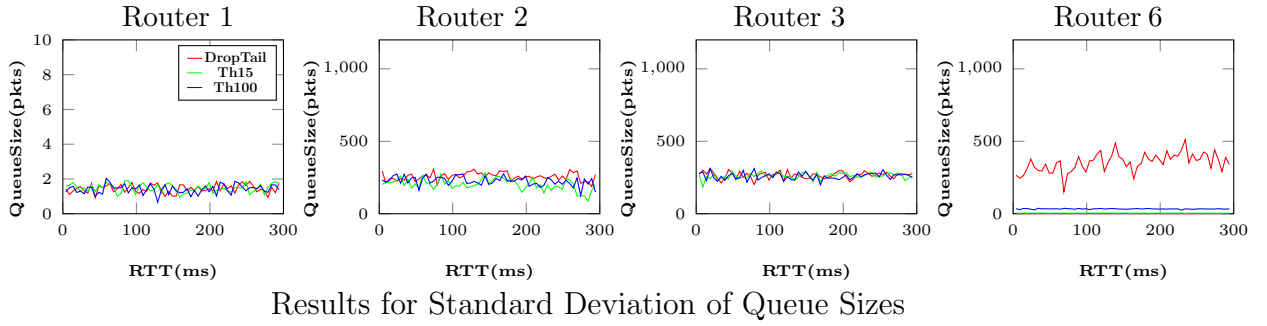 Router 1
Router 2
Router 3
Router 6
QueueSize(pkts)
10
8
6
4
2
0
0
100
200
300
RTT(ms)
DropTail
Th15
Th100
QueueSize(pkts)
1,000
500
0
0
100
200
300
RTT(ms)
QueueSize(pkts)
1,000
500
0
0
100
200
300
RTT(ms)
QueueSize(pkts)
1,000
500
0
0
100
200
300
RTT(ms)
Results for Standard Deviation of Queue Sizes